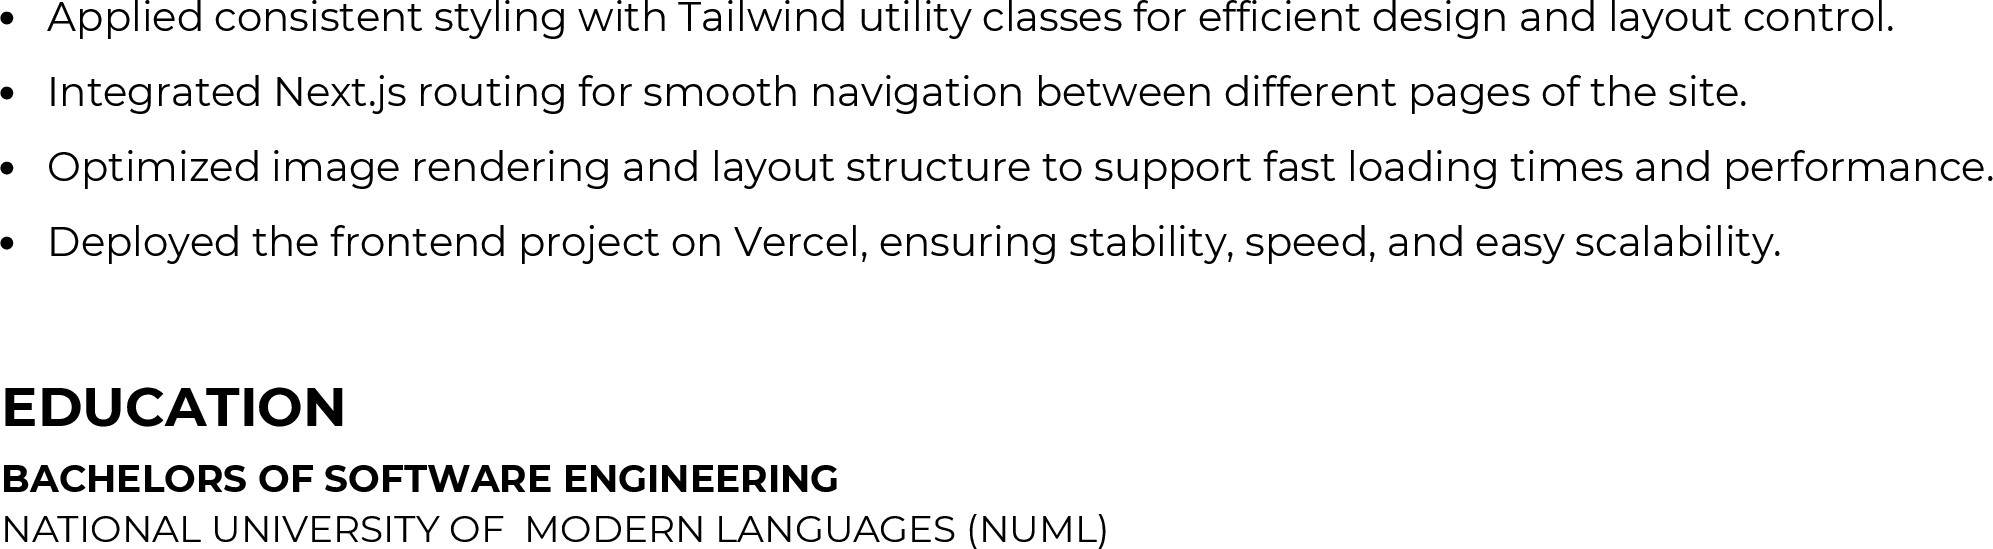 • Applied consistent styling with Tailwind utility classes for efficient design and layout control.
• Integrated Next.js routing for smooth navigation between different pages of the site.
• Optimized image rendering and layout structure to support fast loading times and performance.
• Deployed the frontend project on Vercel, ensuring stability, speed, and easy scalability.
EDUCATION
BACHELORS OF SOFTWARE ENGINEERING
NATIONAL UNIVERSITY OF  MODERN LANGUAGES (NUML)